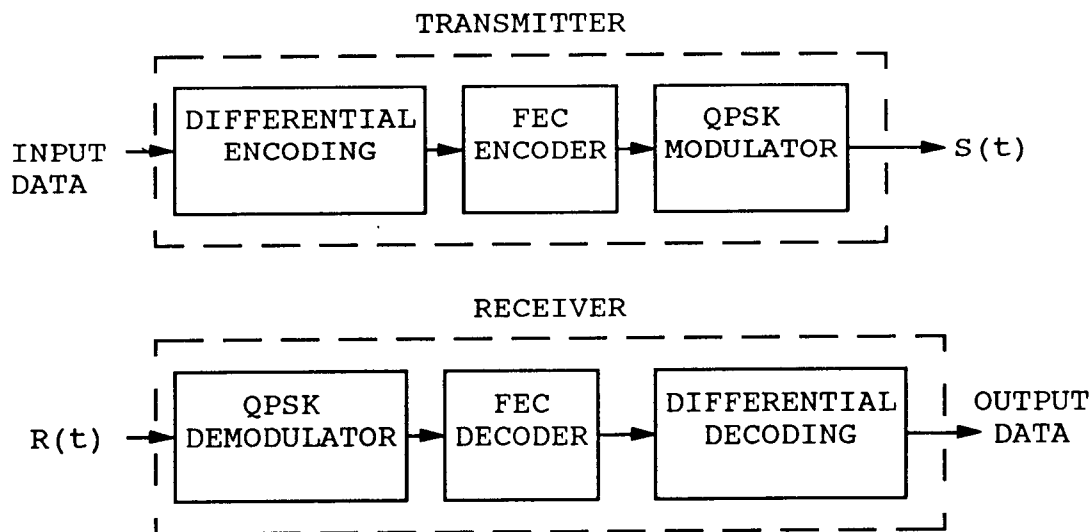 TRANSMITTER
INPUT
DATA
DIFFERENTIAL
ENCODING
FEC
ENCODER
QPSK
MODULATOR
S(t)
RECEIVER
R(t)
QPSK
DEMODULATOR
FEC
DECODER
DIFFERENTIAL
DECODING
OUTPUT
DATA